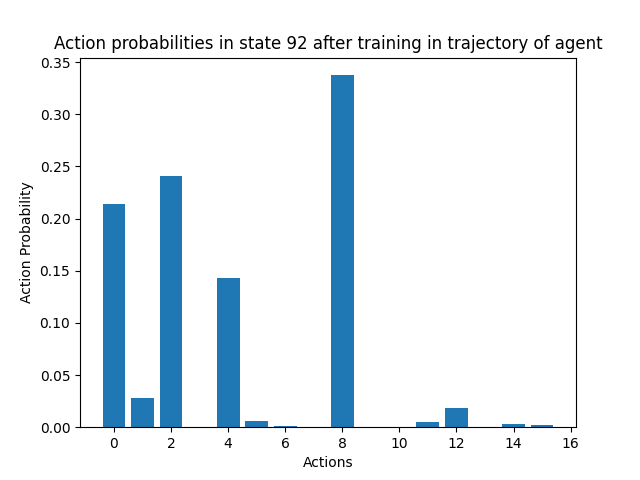 Action probabilities in state 92 after training in trajectory of agent
0.35
0.30
0.25
0.20
0.15
0.10
0.05
0.00
Action Probability
0 2 4 6 8 10 12 14 16
Actions